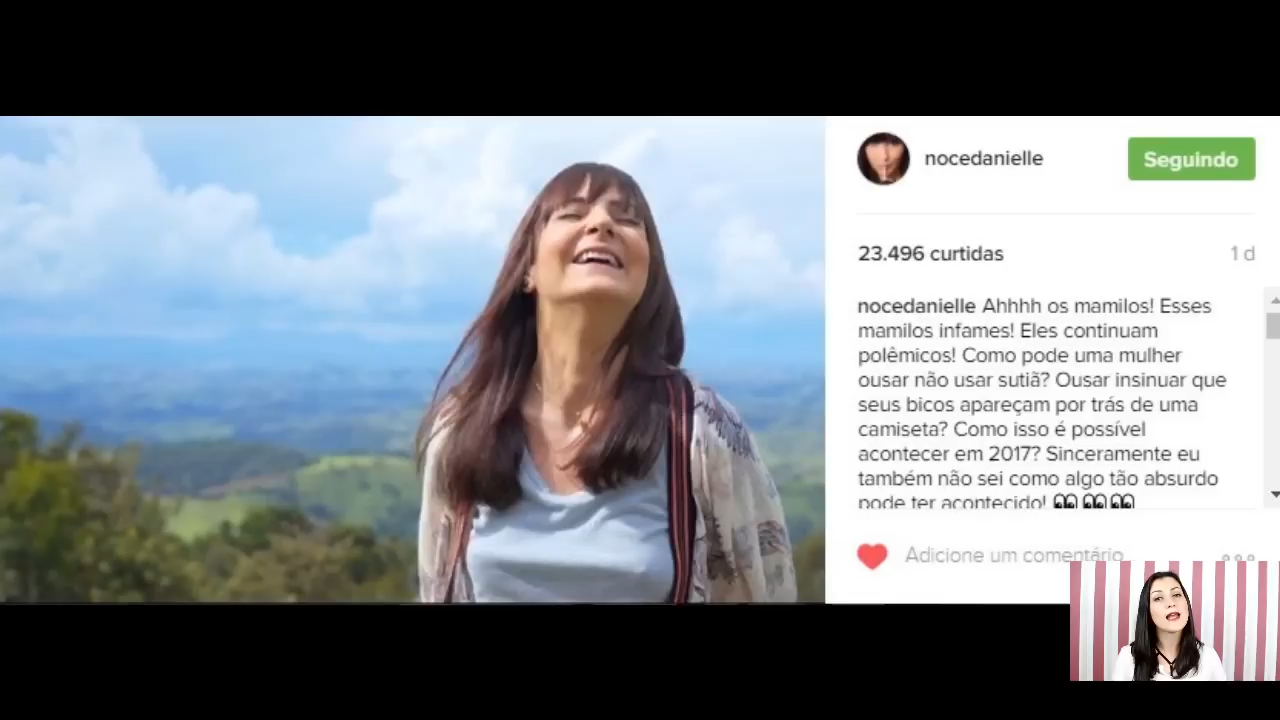 nocedanielle
Seguindo
23.496 curtidas
1 d
nocedanielle Ahhhh os mamilos! Esses
mamilos infames! Eles continuam
polêmicos! Como pode uma mulher
ousar não usar sutiã? Ousar insinuar que
seus bicos apareçam por trás de uma
camiseta? Como isso é possível
acontecer em 2017? Sinceramente eu
também não sei como algo tão absurdo
pode ter acontecido! 👀👀👀
Adicione um comentário